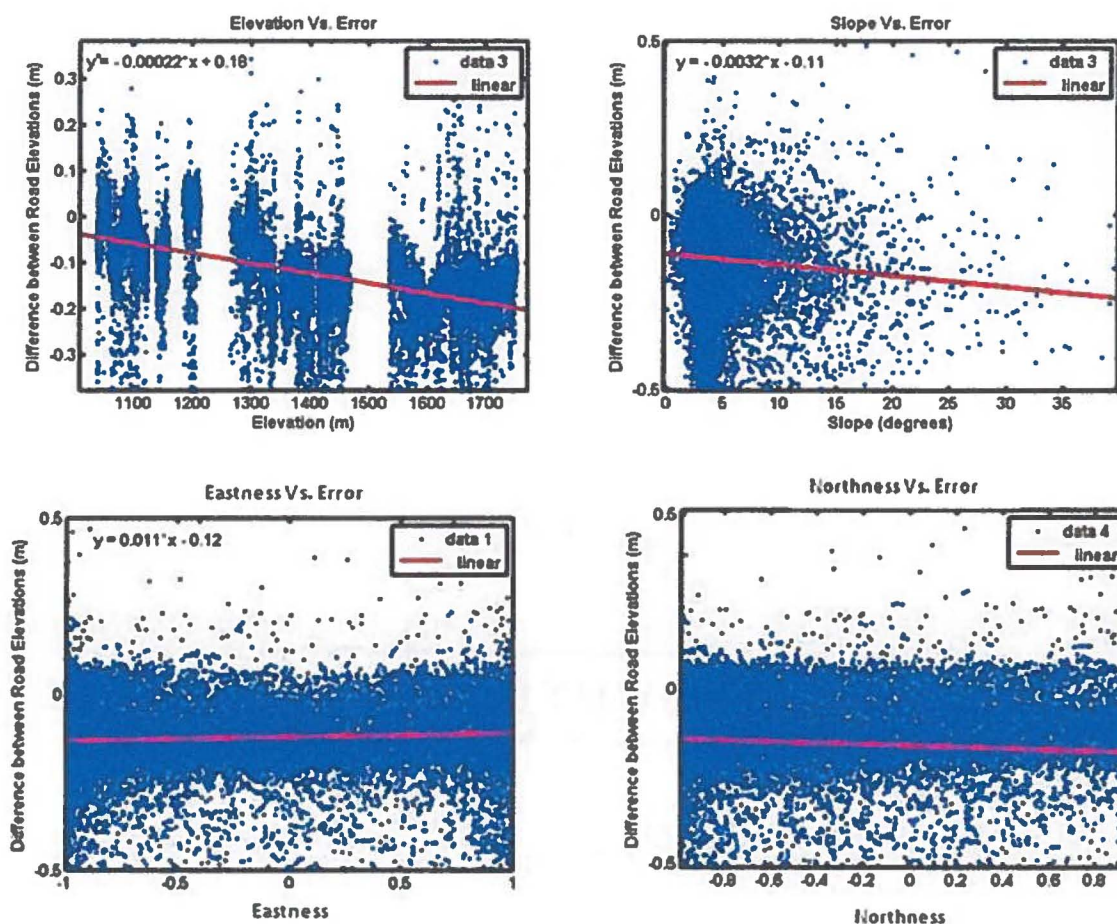 Elevation Vs. Error
y = - 0.00022*x + 0.18
data 3
linear
Difference between Road Elevations (m)
0.3
0.2
0.1
0
-0.1
-0.2
-0.3
1100 1200 1300 1400 1500 1600 1700
Elevation (m)
Slope Vs. Error
y = - 0.0032*x - 0.11
data 3
linear
Difference between Road Elevations (m)
0.5
0
-0.5
0 5 10 15 20 25 30 35
Slope (degrees)
Eastness Vs. Error
y = 0.011*x - 0.12
data 1
linear
Difference between Road Elevations (m)
0.5
0
-0.5
-1 -0.5 0 0.5 1
Eastness
Northness Vs. Error
data 4
linear
Difference between Road Elevations (m)
0.5
0
-0.5
-0.8 -0.6 -0.4 -0.2 0 0.2 0.4 0.6 0.8
Northness